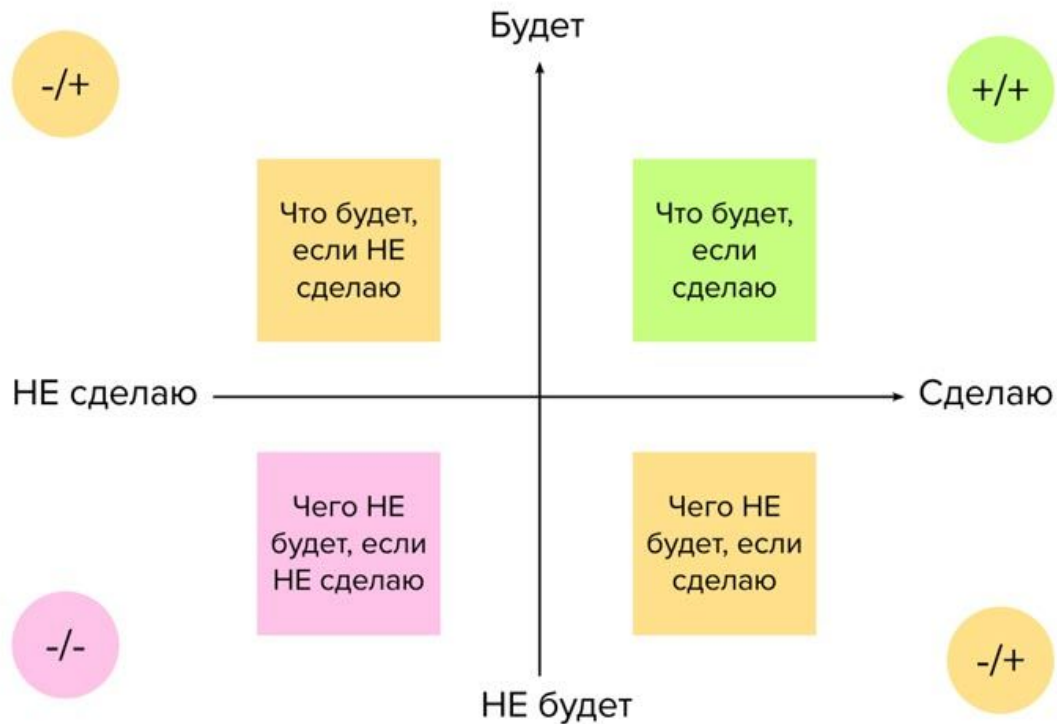 Будет
-/+
+/+
Что будет,
если НЕ
сделаю
Что будет,
если
сделаю
НЕ сделаю
Сделаю
Чего НЕ
будет, если
НЕ сделаю
Чего НЕ
будет, если
сделаю
-/-
-/+
НЕ будет